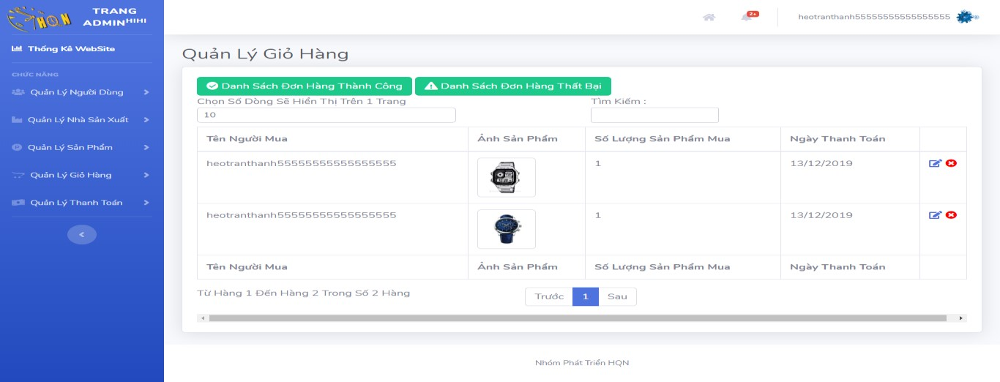 HQN
TRANG
ADMINHIHI
Thống Kê WebSite
CHỨC NĂNG
Quản Lý Người Dùng
Quản Lý Nhà Sản Xuất
Quản Lý Sản Phẩm
Quản Lý Giỏ Hàng
Quản Lý Thanh Toán
2+
heotranthanh55555555555555555
Quản Lý Giỏ Hàng
Danh Sách Đơn Hàng Thành Công
Danh Sách Đơn Hàng Thất Bại
Chọn Số Dòng Sẽ Hiển Thị Trên 1 Trang
Tìm Kiếm :
10
Tên Người Mua Ảnh Sản Phẩm Số Lượng Sản Phẩm Mua Ngày Thanh Toán
heotranthanh55555555555555555 1 13/12/2019
heotranthanh55555555555555555 1 13/12/2019
Tên Người Mua Ảnh Sản Phẩm Số Lượng Sản Phẩm Mua Ngày Thanh Toán
Từ Hàng 1 Đến Hàng 2 Trong Số 2 Hàng
Trước 1 Sau
Nhóm Phát Triển HQN